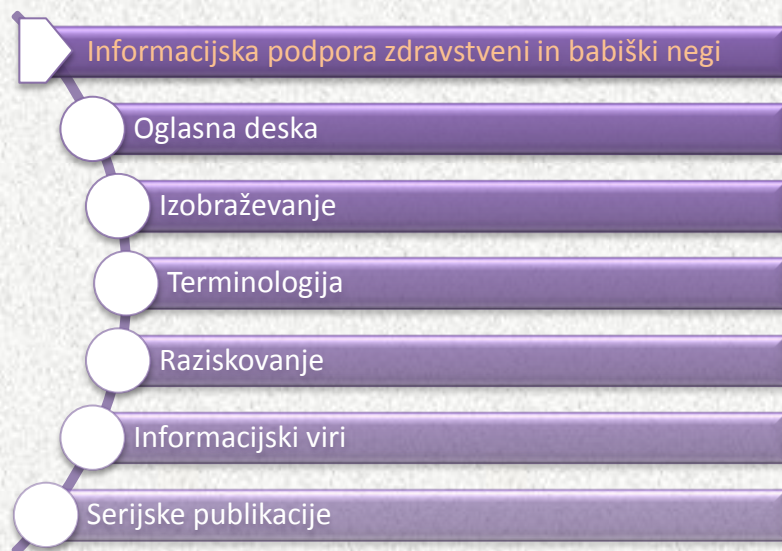 Informacijska podpora zdravstveni in babiški negi
Oglasna deska
Izobraževanje
Terminologija
Raziskovanje
Informacijski viri
Serijske publikacije